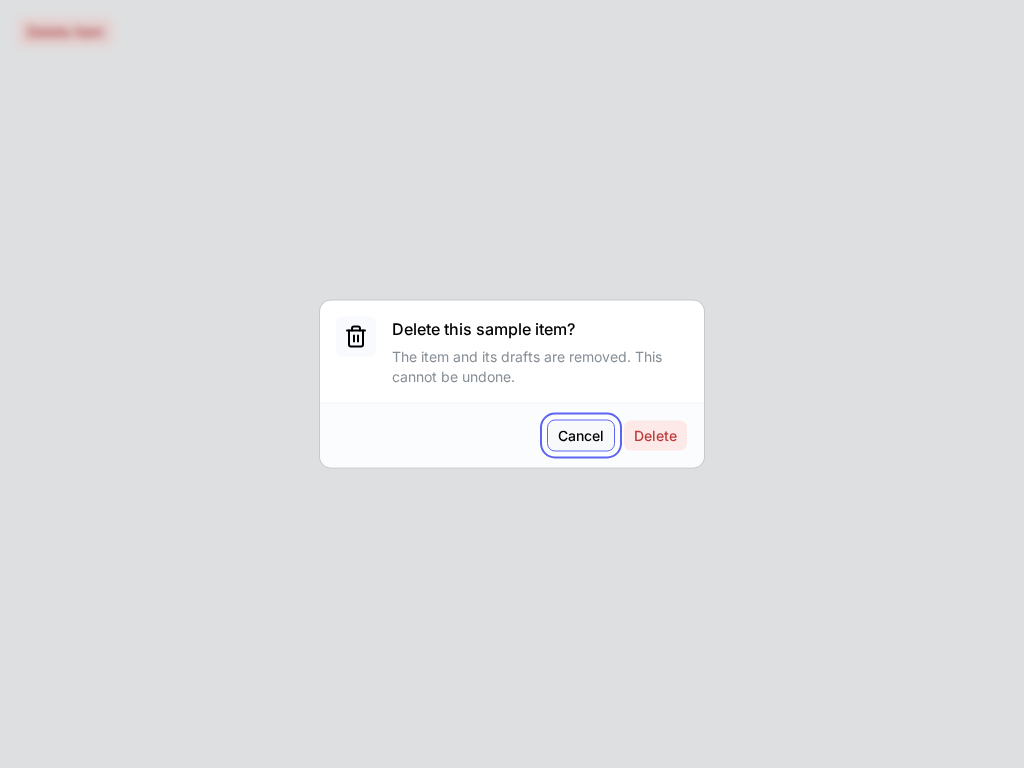 Delete this sample item?
The item and its drafts are removed. This
cannot be undone.
Cancel
Delete